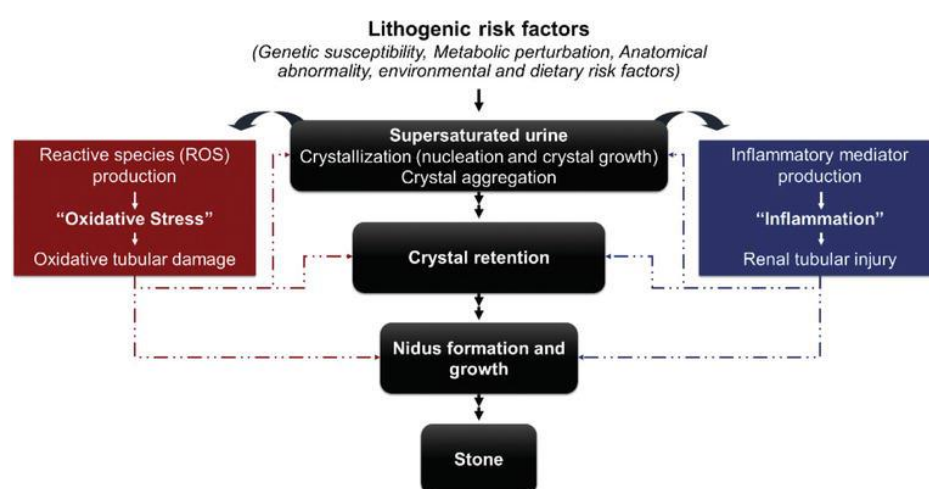 Lithogenic risk factors
(Genetic susceptibility, Metabolic perturbation, Anatomical
abnormality, environmental and dietary risk factors)
Supersaturated urine
Crystallization (nucleation and crystal growth)
Crystal aggregation
Reactive species (ROS)
production
“Oxidative Stress”
Oxidative tubular damage
Inflammatory mediator
production
“Inflammation”
Renal tubular injury
Crystal retention
Nidus formation and
growth
Stone